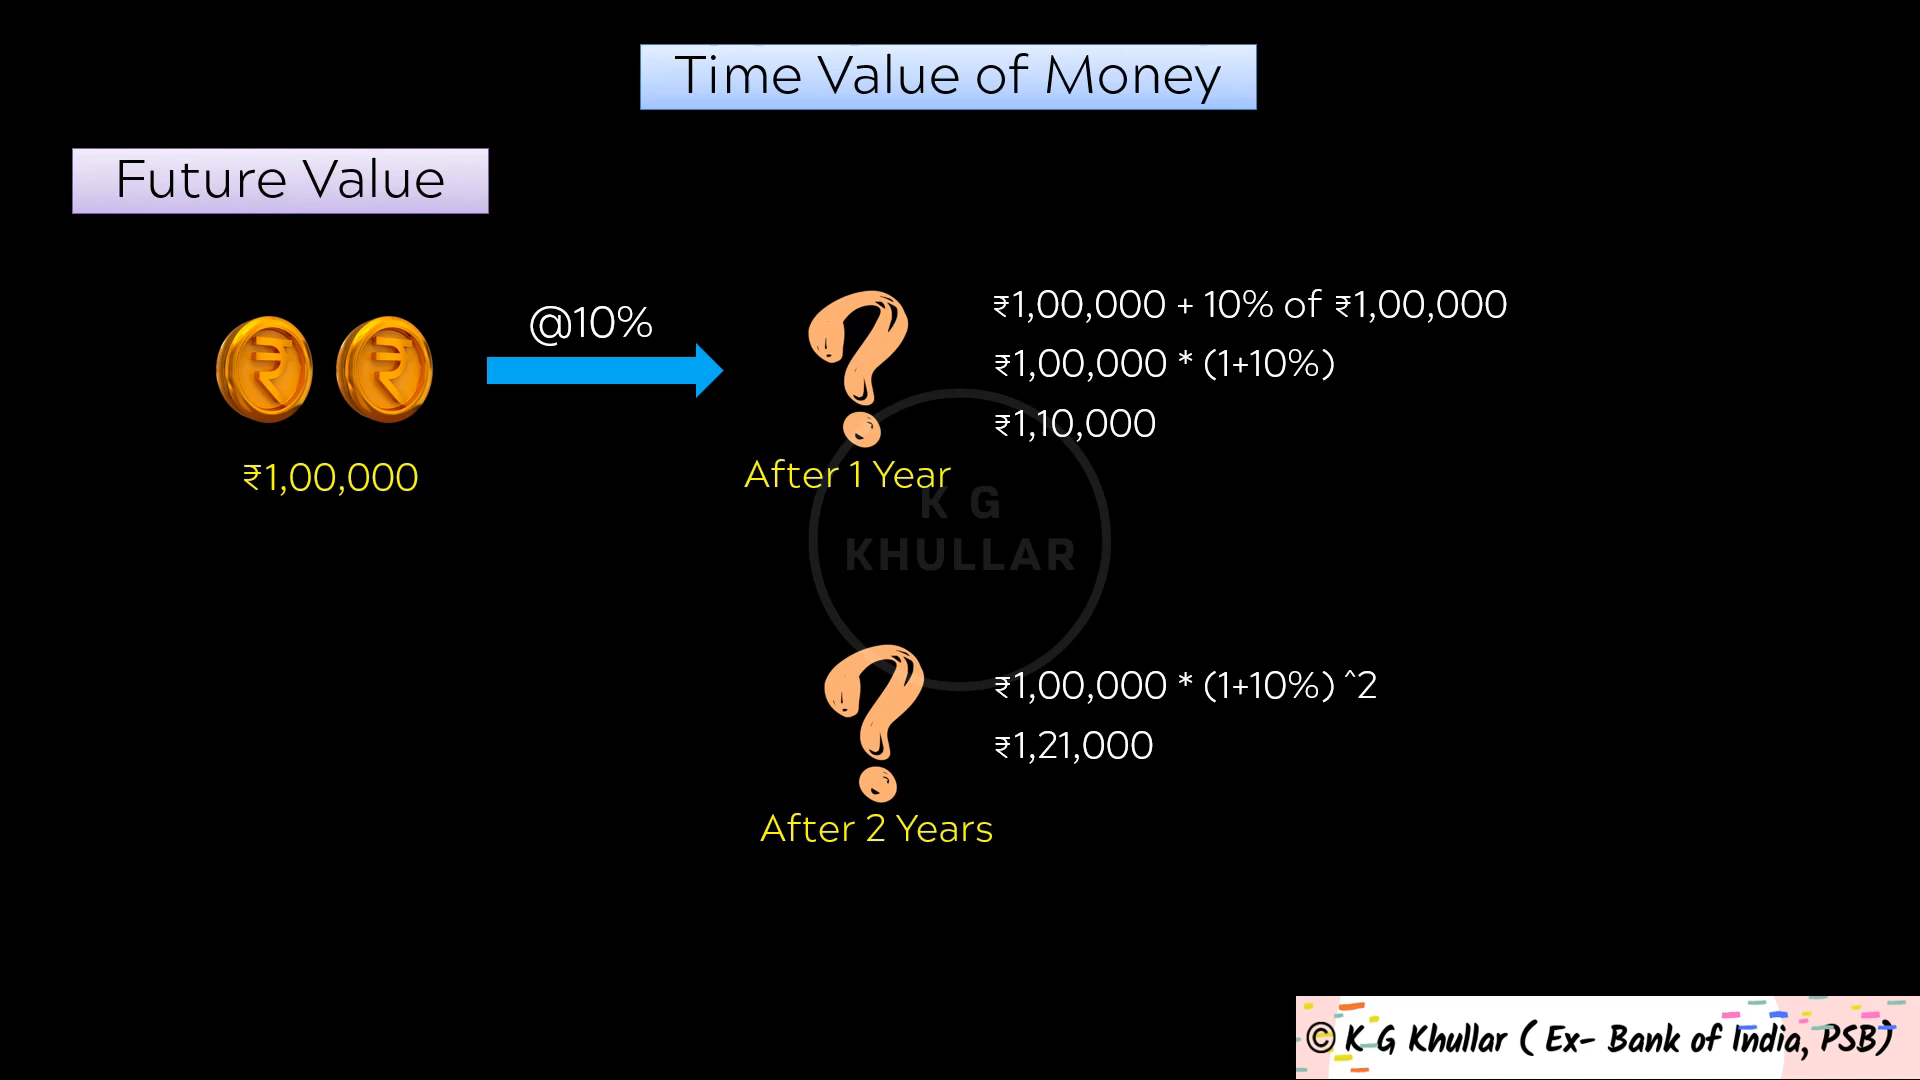 Time Value of Money
Future Value
@10%
₹1,00,000
After 1 Year
₹1,00,000 + 10% of ₹1,00,000
₹1,00,000 * (1+10%)
₹1,10,000
K G
KHULLAR
₹1,00,000 * (1+10%) ^2
₹1,21,000
After 2 Years
© K G Khullar ( Ex- Bank of India, PSB)